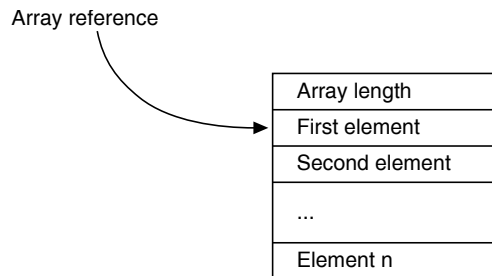 Array reference
Array length
First element
Second element
...
Element n